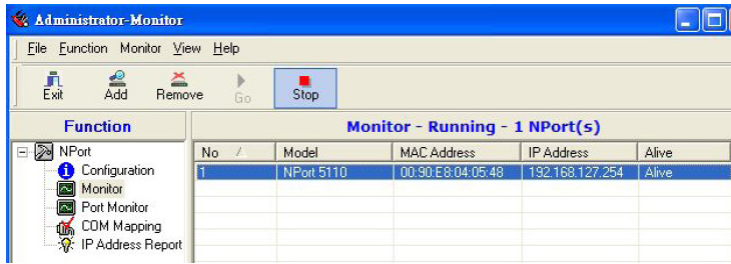 Administrator-Monitor
File Function Monitor View Help
Exit Add Remove Go Stop
Function
Monitor - Running - 1 NPort(s)
NPort
Configuration
Monitor
Port Monitor
COM Mapping
IP Address Report
No Model MAC Address IP Address Alive
1 NPort 5110 00:90:E8:04:05:48 192.168.127.254 Alive